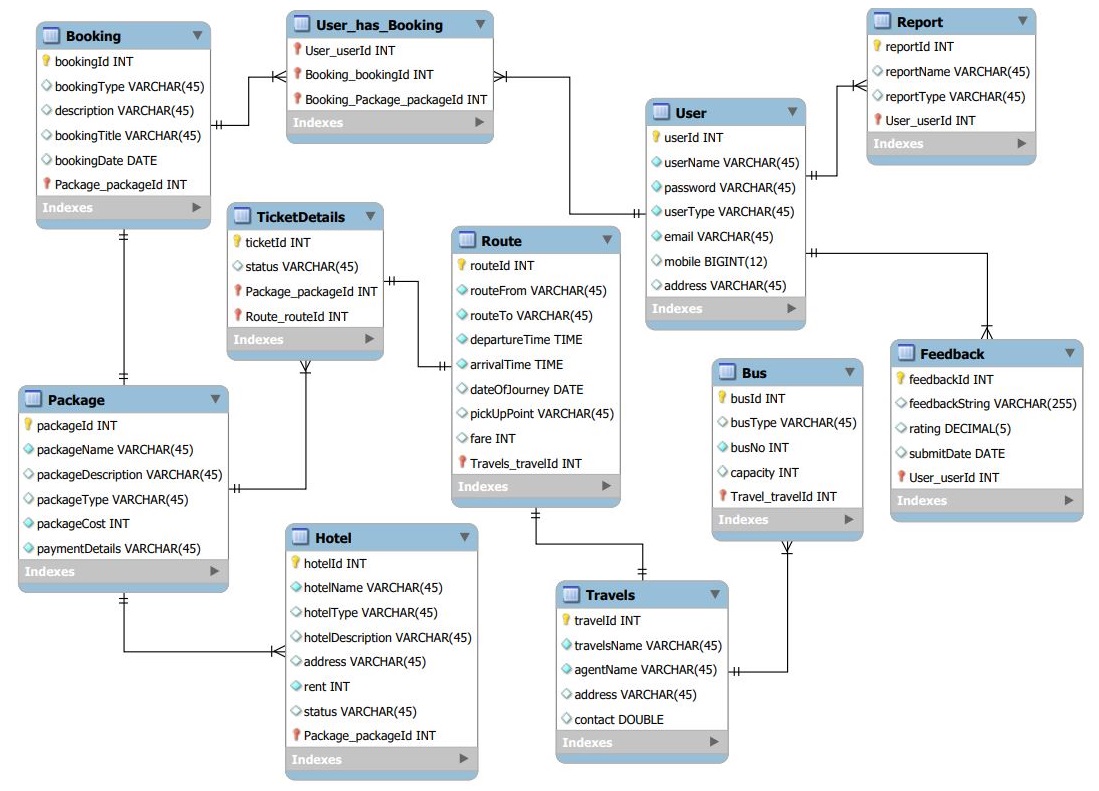 Booking
bookingId INT
bookingType VARCHAR(45)
description VARCHAR(45)
bookingTitle VARCHAR(45)
bookingDate DATE
Package_packageId INT
Indexes
User_has_Booking
User_userId INT
Booking_bookingId INT
Booking_Package_packageId INT
Indexes
Report
reportId INT
reportName VARCHAR(45)
reportType VARCHAR(45)
User_userId INT
Indexes
User
userId INT
userName VARCHAR(45)
password VARCHAR(45)
userType VARCHAR(45)
email VARCHAR(45)
mobile BIGINT(12)
address VARCHAR(45)
Indexes
TicketDetails
ticketId INT
status VARCHAR(45)
Package_packageId INT
Route_routeId INT
Indexes
Route
routeId INT
routeFrom VARCHAR(45)
routeTo VARCHAR(45)
departureTime TIME
arrivalTime TIME
dateOfJourney DATE
pickUpPoint VARCHAR(45)
fare INT
Travels_travelId INT
Indexes
Feedback
feedbackId INT
feedbackString VARCHAR(255)
rating DECIMAL(5)
submitDate DATE
User_userId INT
Indexes
Bus
busId INT
busType VARCHAR(45)
busNo INT
capacity INT
Travel_travelId INT
Indexes
Package
packageId INT
packageName VARCHAR(45)
packageDescription VARCHAR(45)
packageType VARCHAR(45)
packageCost INT
paymentDetails VARCHAR(45)
Indexes
Hotel
hotelId INT
hotelName VARCHAR(45)
hotelType VARCHAR(45)
hotelDescription VARCHAR(45)
address VARCHAR(45)
rent INT
status VARCHAR(45)
Package_packageId INT
Indexes
Travels
travelId INT
travelsName VARCHAR(45)
agentName VARCHAR(45)
address VARCHAR(45)
contact DOUBLE
Indexes